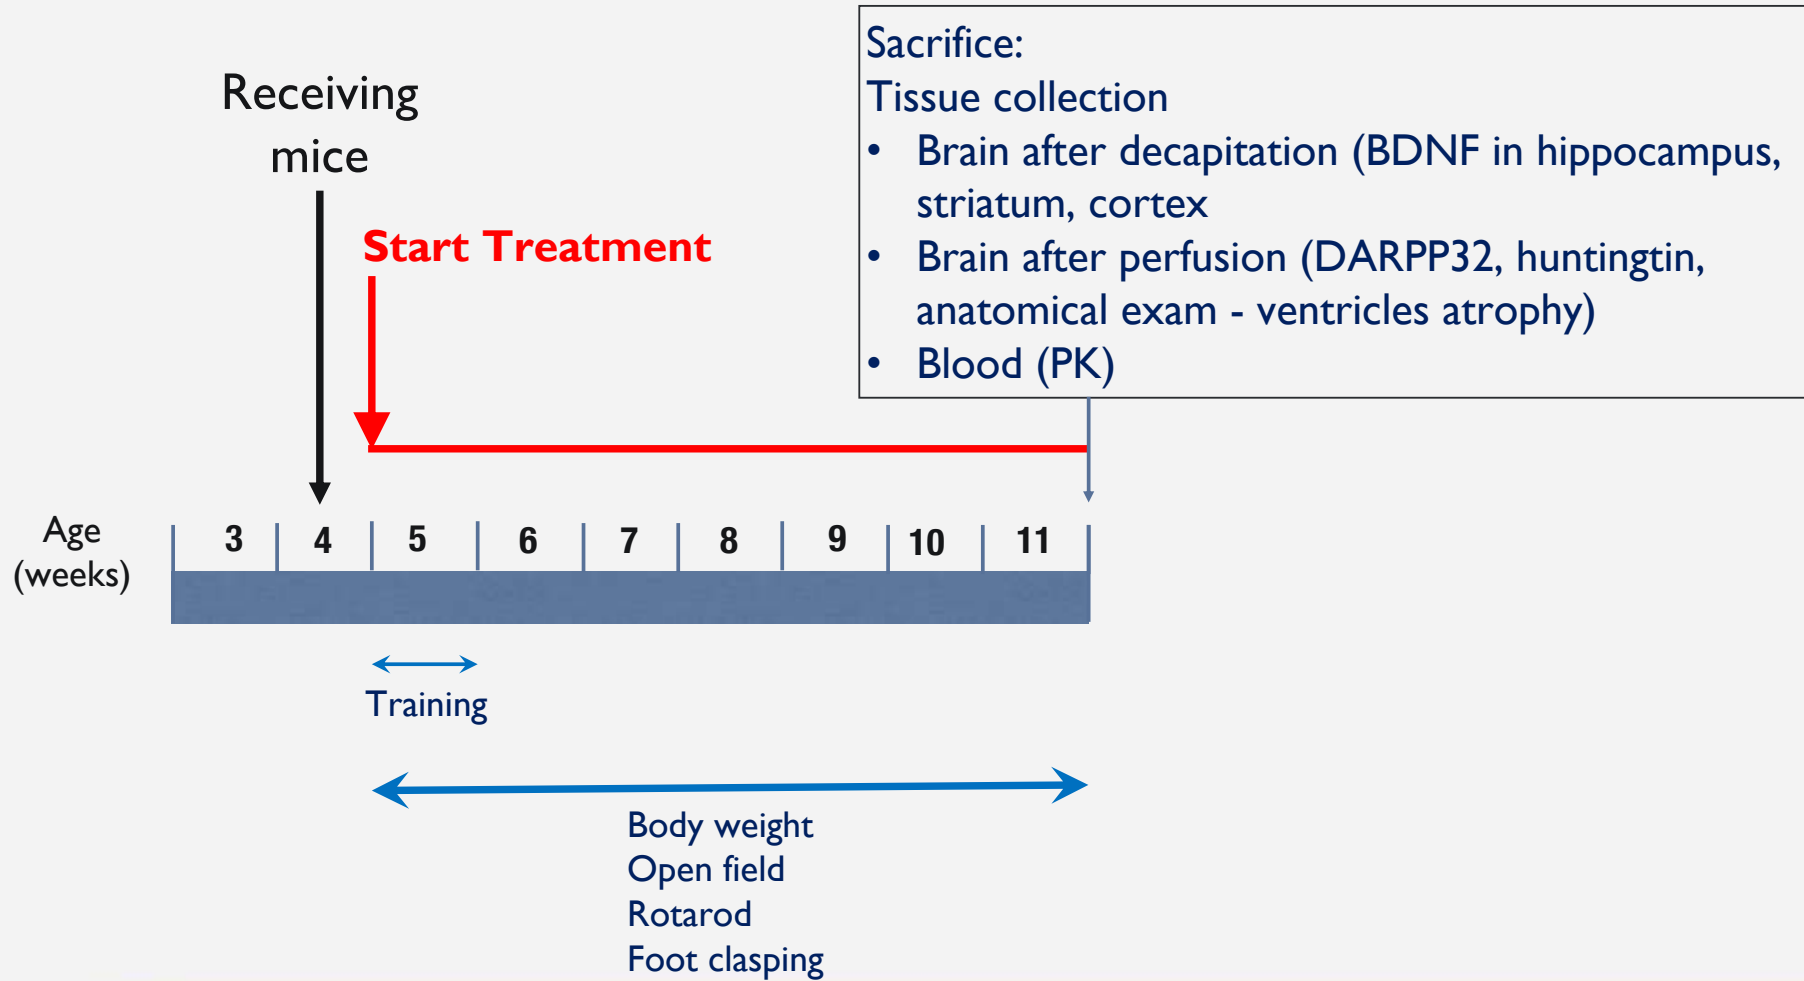 Receiving
mice
Start Treatment
Sacrifice:
Tissue collection
• Brain after decapitation (BDNF in hippocampus,
striatum, cortex
• Brain after perfusion (DARPP32, huntingtin,
anatomical exam - ventricles atrophy)
• Blood (PK)
Age
(weeks)
3 4 5 6 7 8 9 10 11
Training
Body weight
Open field
Rotarod
Foot clasping